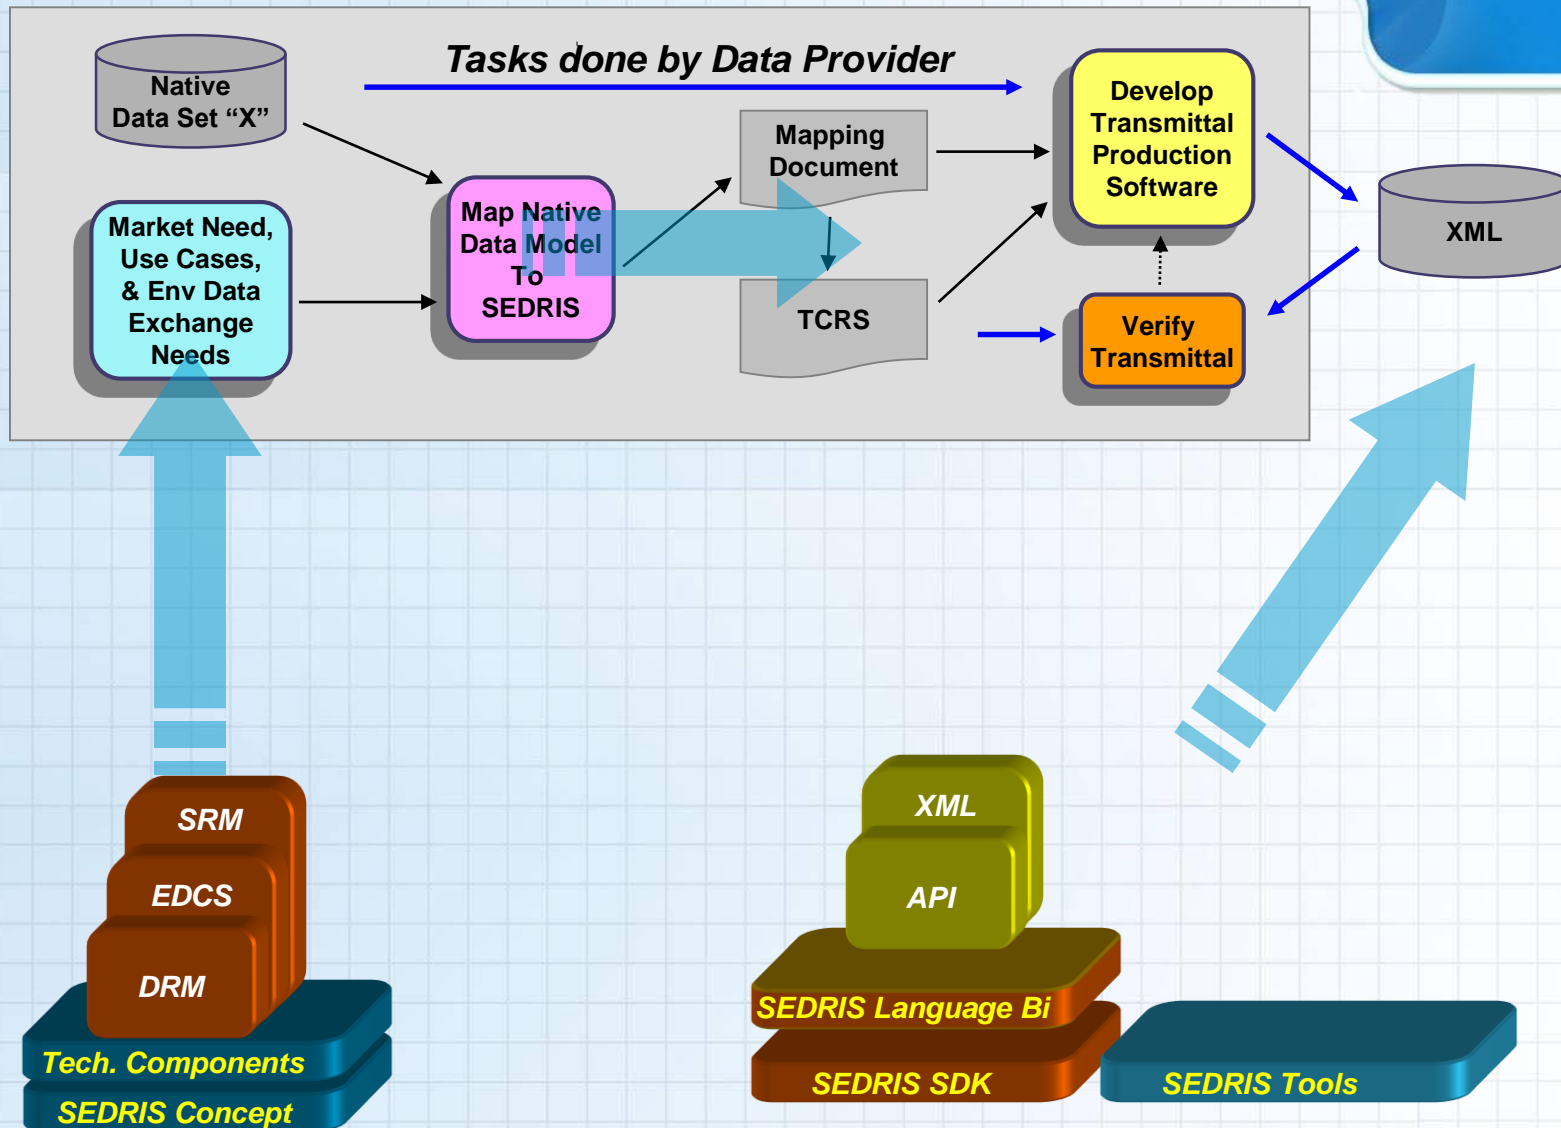 Tasks done by Data Provider
Native
Data Set “X”
Market Need,
Use Cases,
& Env Data
Exchange
Needs
Map Native
Data Model
To
SEDRIS
Mapping
Document
TCRS
Develop
Transmittal
Production
Software
Verify
Transmittal
XML
SRM
EDCS
DRM
Tech. Components
SEDRIS Concept
XML
API
SEDRIS Language Bi
SEDRIS SDK
SEDRIS Tools